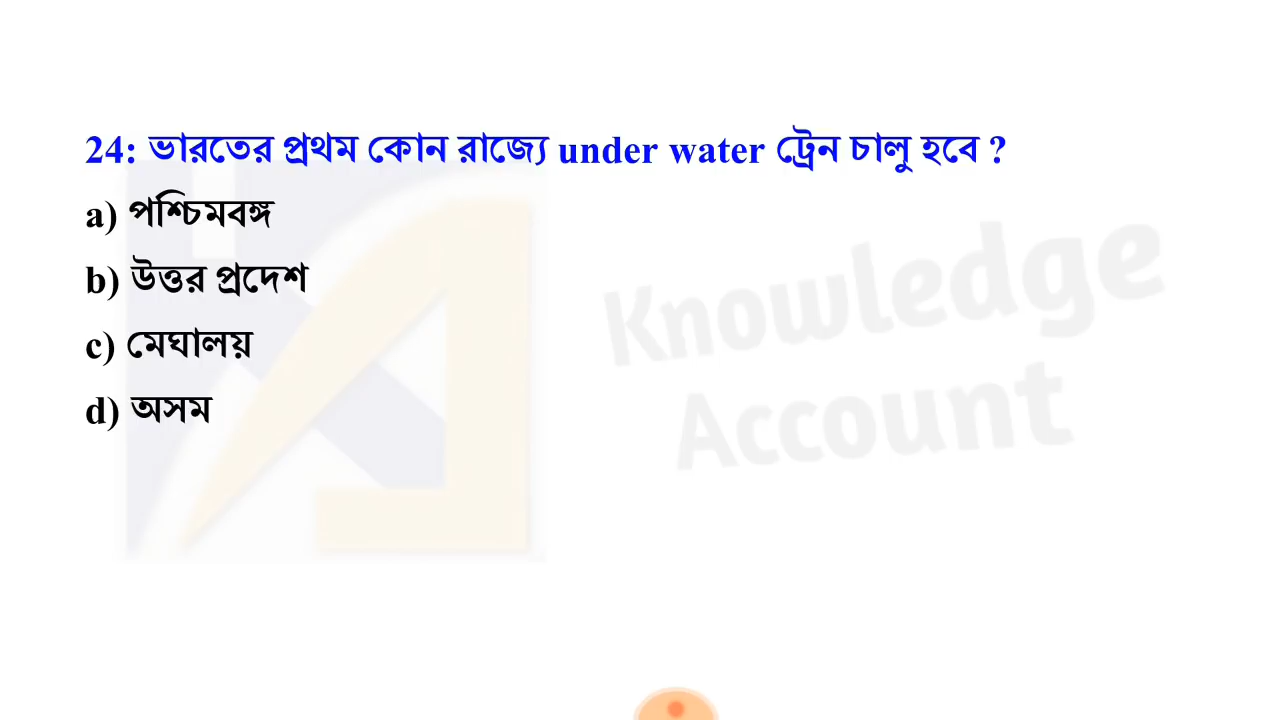 24: ভারতের প্রথম কোন রাজ্যে under water ট্রেন চালু হবে ?
a) পশ্চিমবঙ্গ
b) উত্তর প্রদেশ
c) মেঘালয়
d) অসম
Knowledge
Account